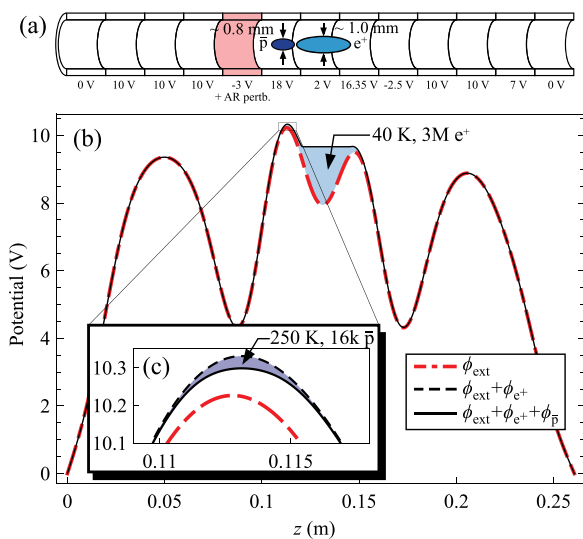 (a)
~ 0.8 mm
~ 1.0 mm
p̄
e⁺
0 V 10 V 10 V 10 V -3 V 18 V 2 V 16.35 V -2.5 V 10 V 10 V 7 V 0 V
+ AR pertb.
(b)
40 K, 3M e⁺
Potential (V)
10
8
6
4
2
0
(c)
250 K, 16k p̄
10.3
10.2
10.1
0.11 0.115
ϕext
ϕext+ϕe⁺
ϕext+ϕe⁺+ϕp̄
0 0.05 0.1 0.15 0.2 0.25
z (m)